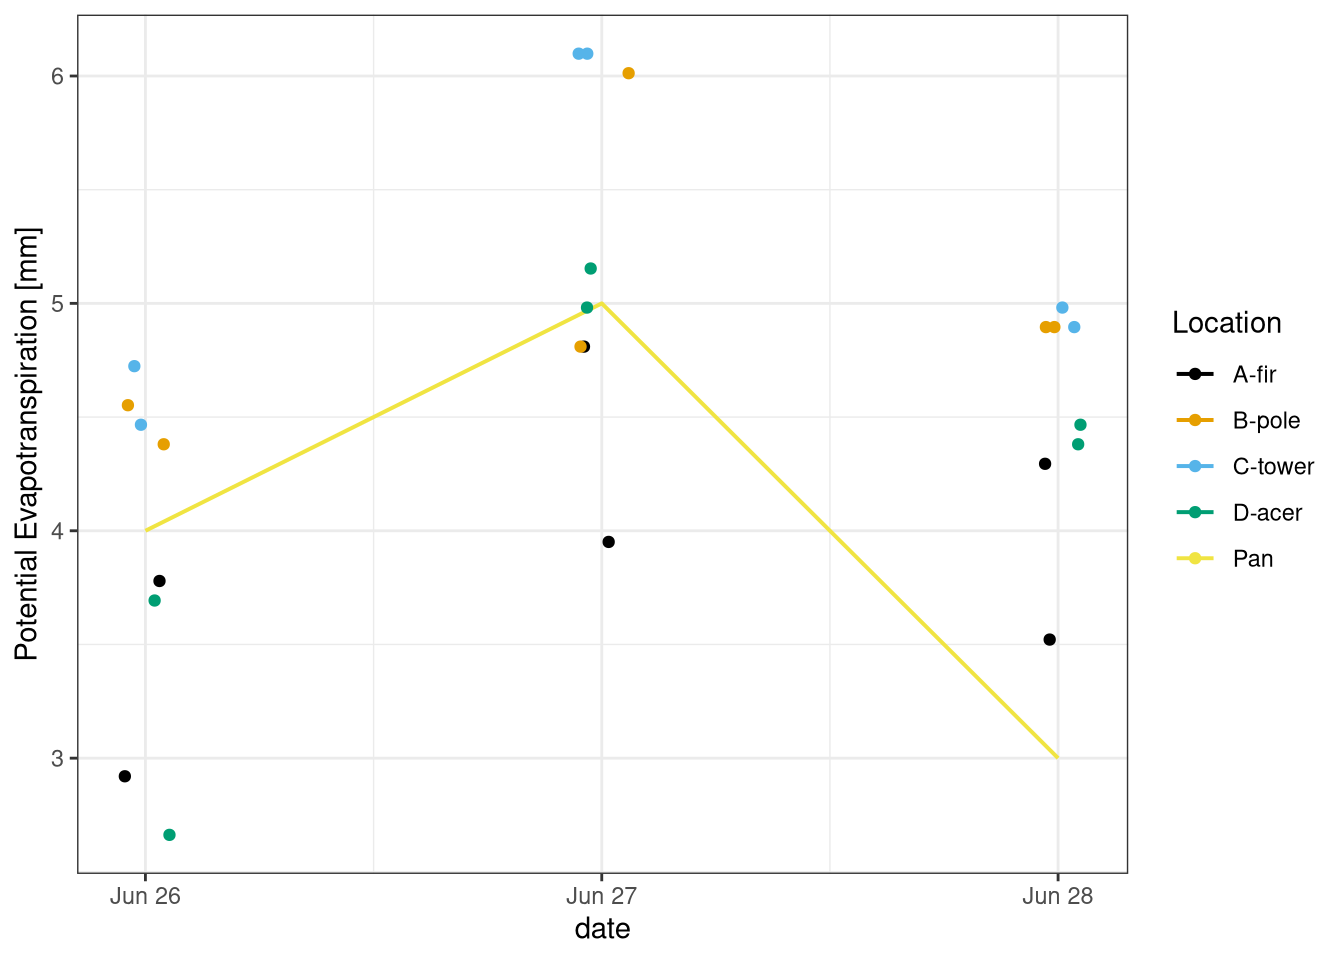 Potential Evapotranspiration [mm]
6
5
4
3
Jun 26
Jun 27
Jun 28
date
Location
A-fir
B-pole
C-tower
D-acer
Pan